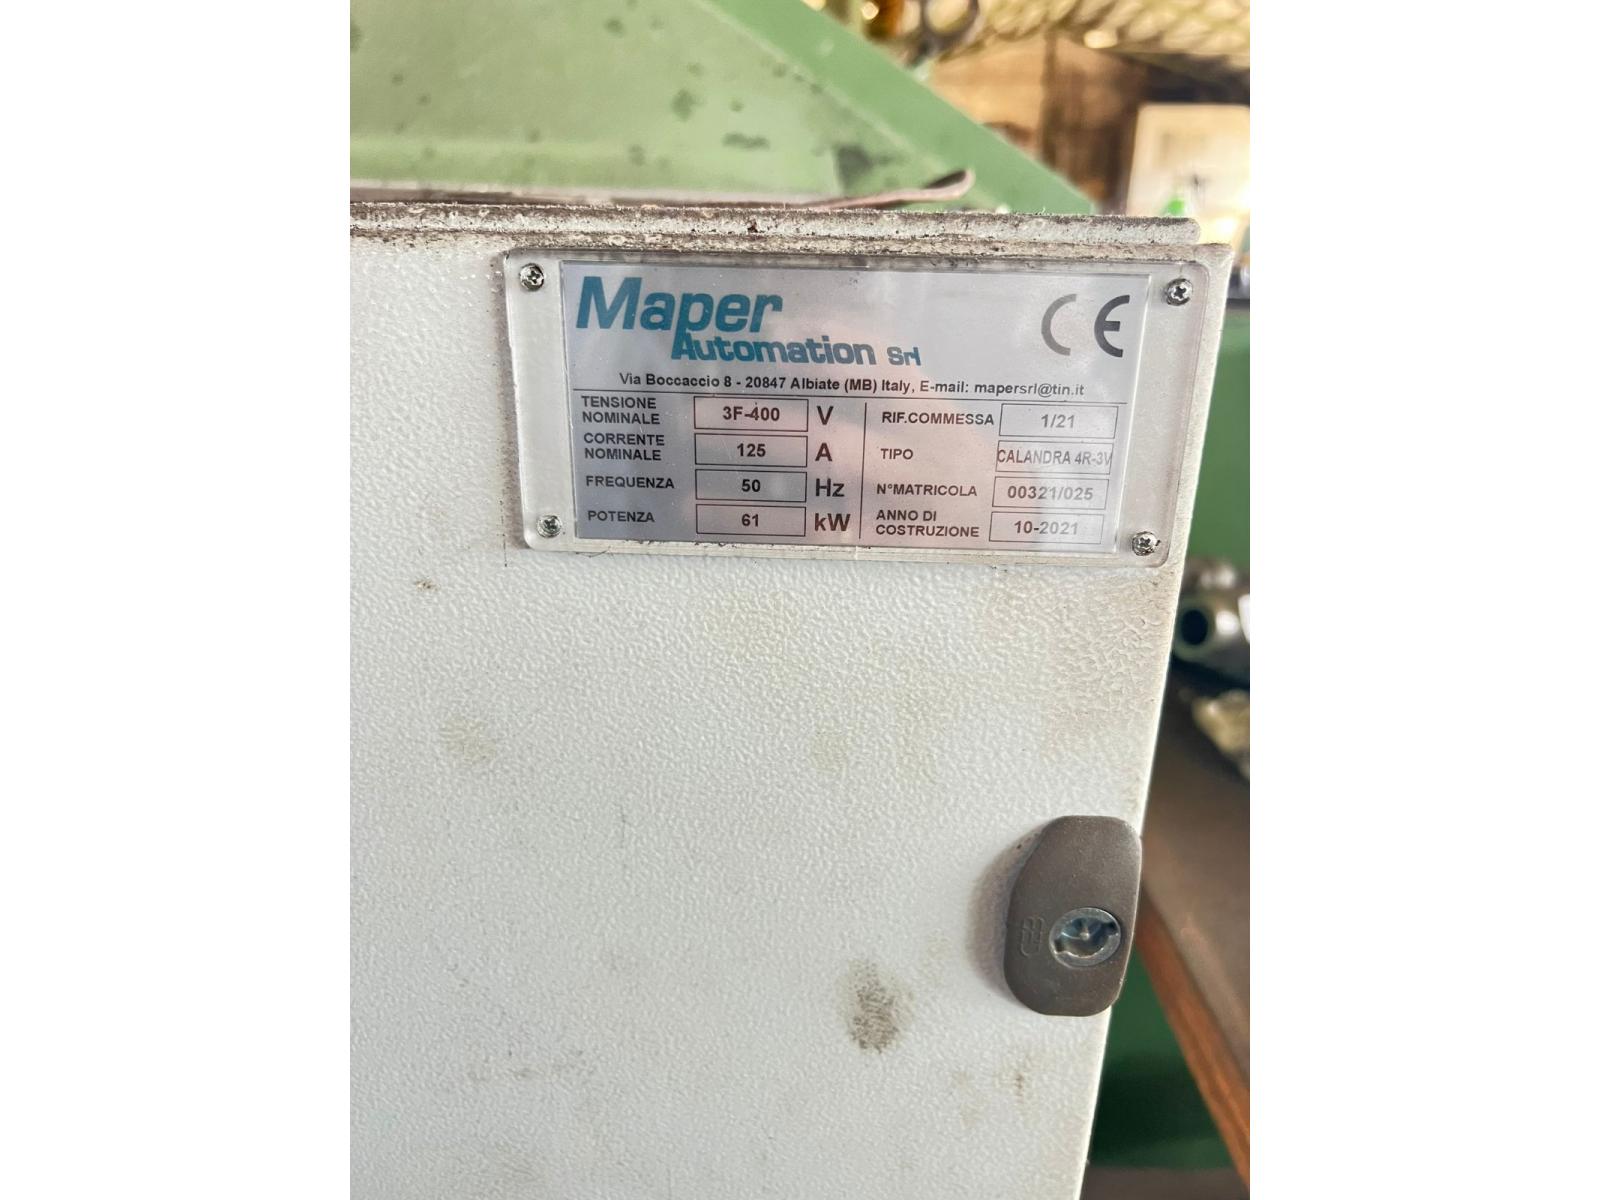 Maper
Automation Srl
CE
Via Boccaccio 8 - 20847 Albiate (MB) Italy, E-mail: mapersrl@tin.it
TENSIONE NOMINALE 3F-400 V
CORRENTE NOMINALE 125 A
FREQUENZA 50 Hz
POTENZA 61 kW
RIF.COMMESSA 1/21
TIPO CALANDRA 4R-3V
N°MATRICOLA 00321/025
ANNO DI COSTRUZIONE 10-2021